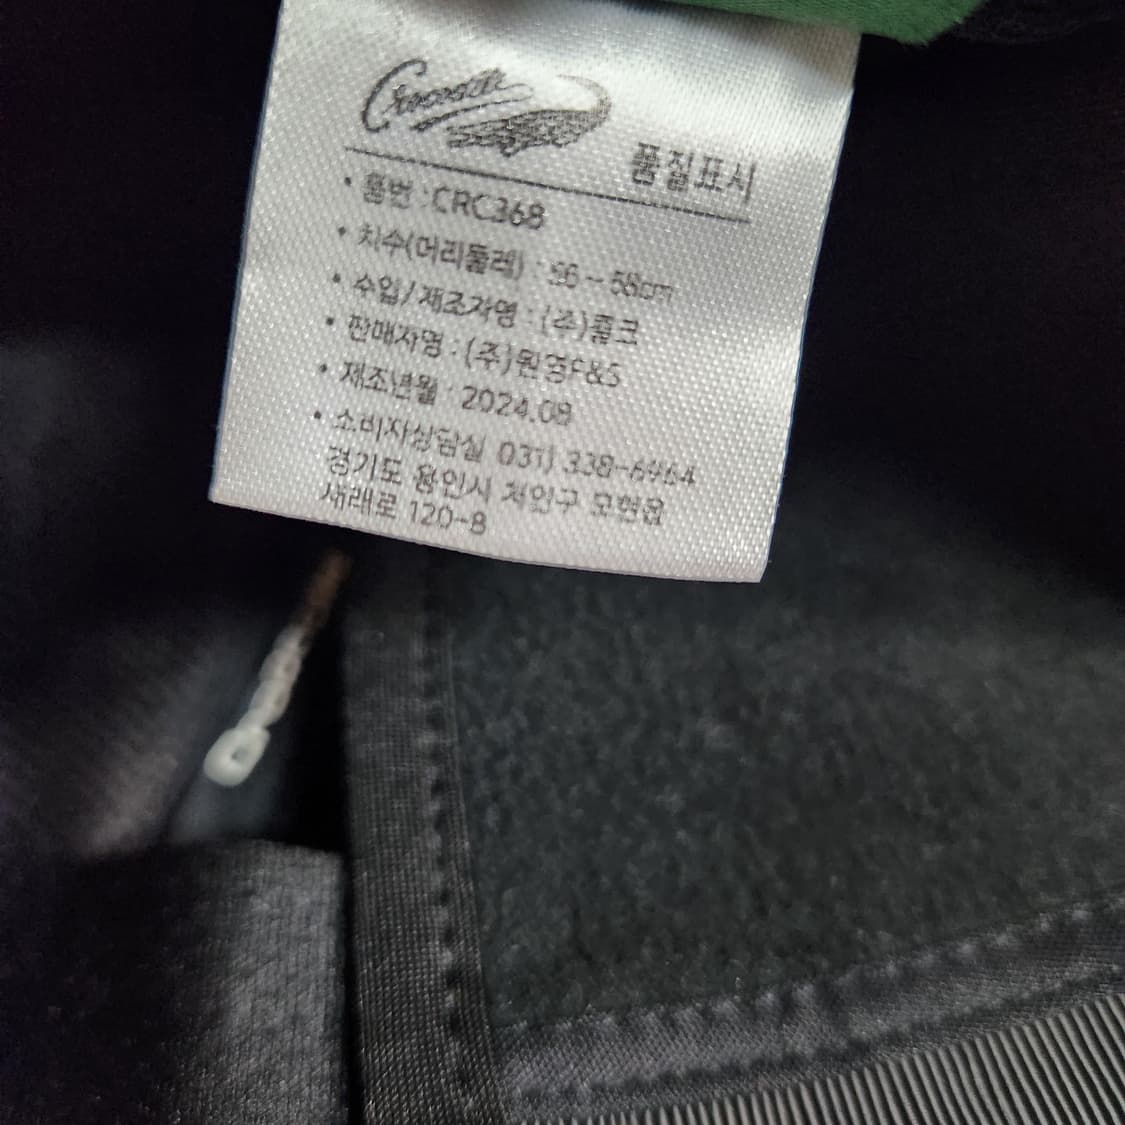 Crocodile
품질표시
• 품번 : CRC368
• 치수(머리둘레) : 56 ~ 58cm
• 수입/제조자명 : (주)콜크
• 판매자명 : (주)원영F&S
• 제조년월 : 2024.08
• 소비자상담실 031) 338-6964
경기도 용인시 처인구 모현읍
새래로 120-8